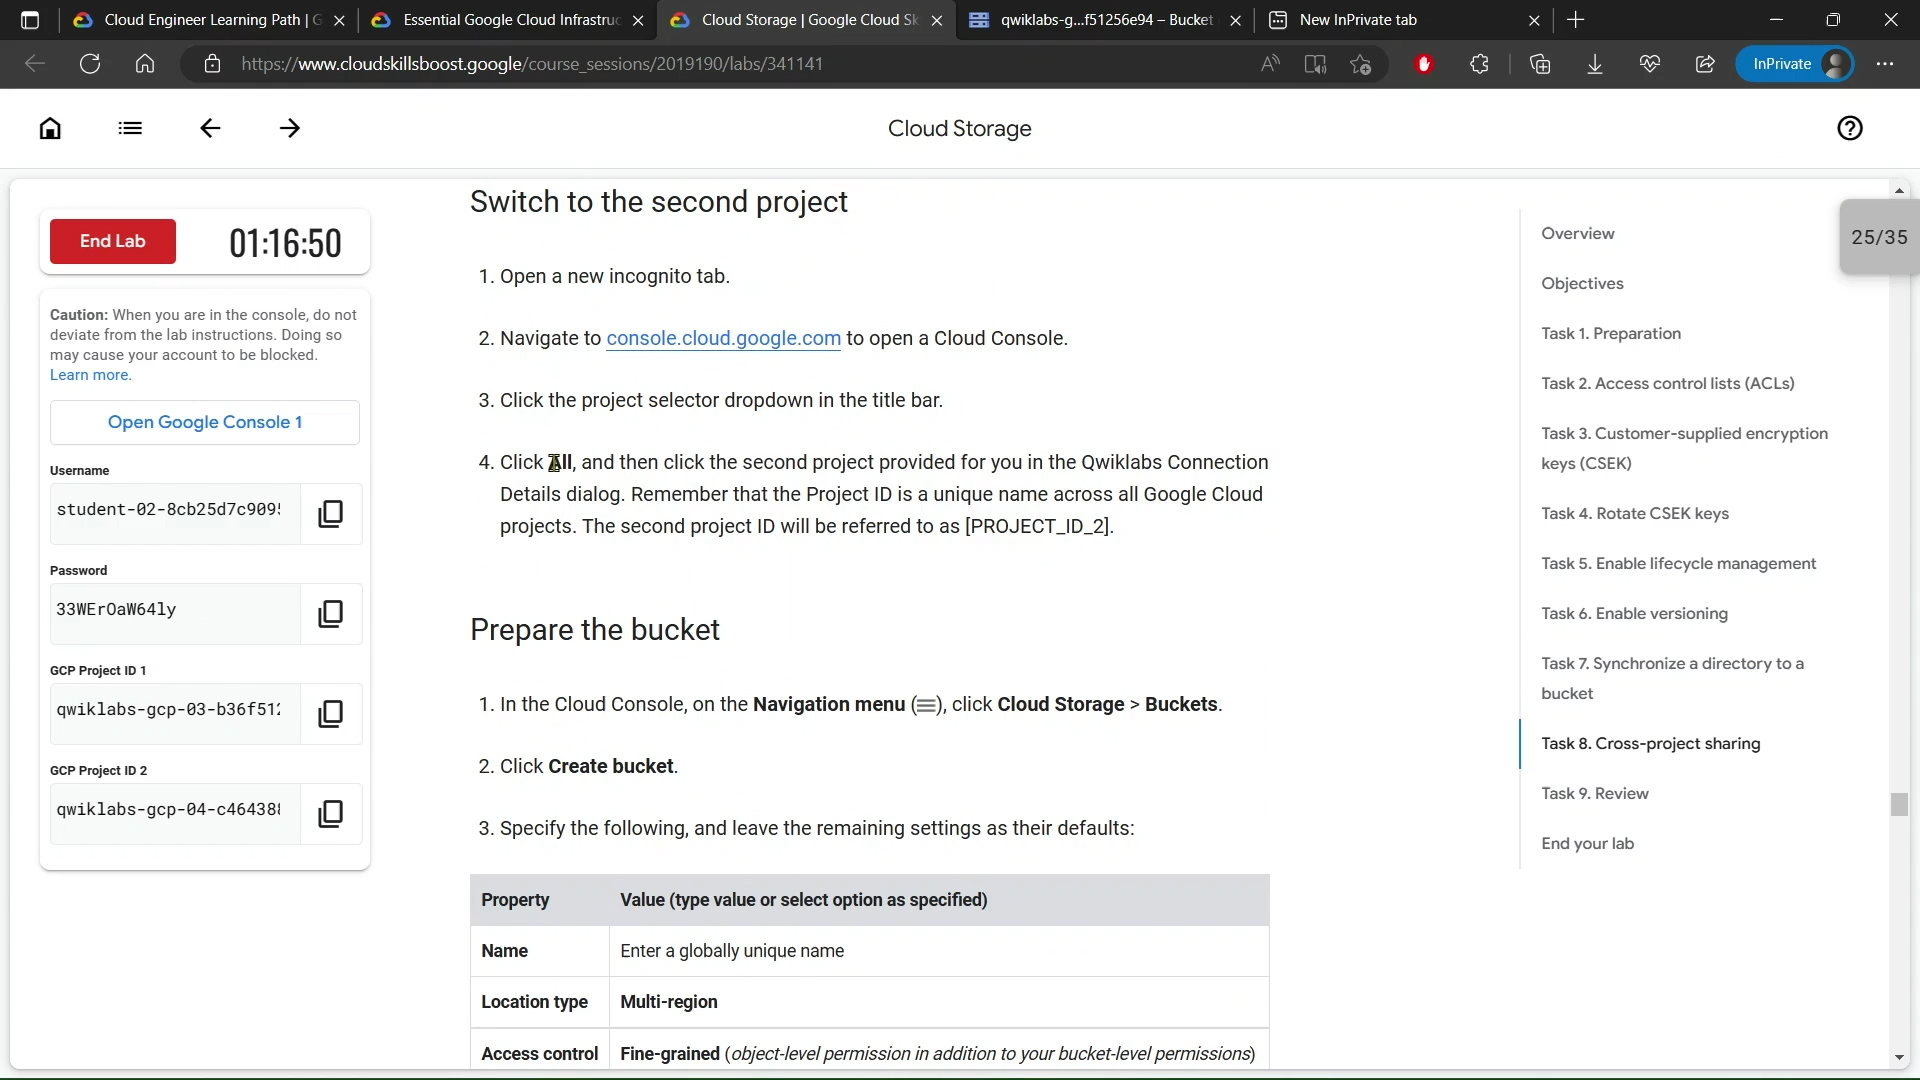 Cloud Engineer Learning Path | G
Essential Google Cloud Infrastruc
Cloud Storage | Google Cloud Sk
qwiklabs-g...f51256e94 – Bucket
New InPrivate tab
https://www.cloudskillsboost.google/course_sessions/2019190/labs/341141
InPrivate
Cloud Storage
End Lab
01:16:50
Caution: When you are in the console, do not
deviate from the lab instructions. Doing so
may cause your account to be blocked.
Learn more.
Open Google Console 1
Username
student-02-8cb25d7c909
Password
33WErOaW64ly
GCP Project ID 1
qwiklabs-gcp-03-b36f512
GCP Project ID 2
qwiklabs-gcp-04-c46438
Switch to the second project
1. Open a new incognito tab.
2. Navigate to console.cloud.google.com to open a Cloud Console.
3. Click the project selector dropdown in the title bar.
4. Click All, and then click the second project provided for you in the Qwiklabs Connection
Details dialog. Remember that the Project ID is a unique name across all Google Cloud
projects. The second project ID will be referred to as [PROJECT_ID_2].
Prepare the bucket
1. In the Cloud Console, on the Navigation menu (≡), click Cloud Storage > Buckets.
2. Click Create bucket.
3. Specify the following, and leave the remaining settings as their defaults:
Property Value (type value or select option as specified)
Name Enter a globally unique name
Location type Multi-region
Access control Fine-grained (object-level permission in addition to your bucket-level permissions)
Overview
Objectives
Task 1. Preparation
Task 2. Access control lists (ACLs)
Task 3. Customer-supplied encryption
keys (CSEK)
Task 4. Rotate CSEK keys
Task 5. Enable lifecycle management
Task 6. Enable versioning
Task 7. Synchronize a directory to a
bucket
Task 8. Cross-project sharing
Task 9. Review
End your lab
25/35